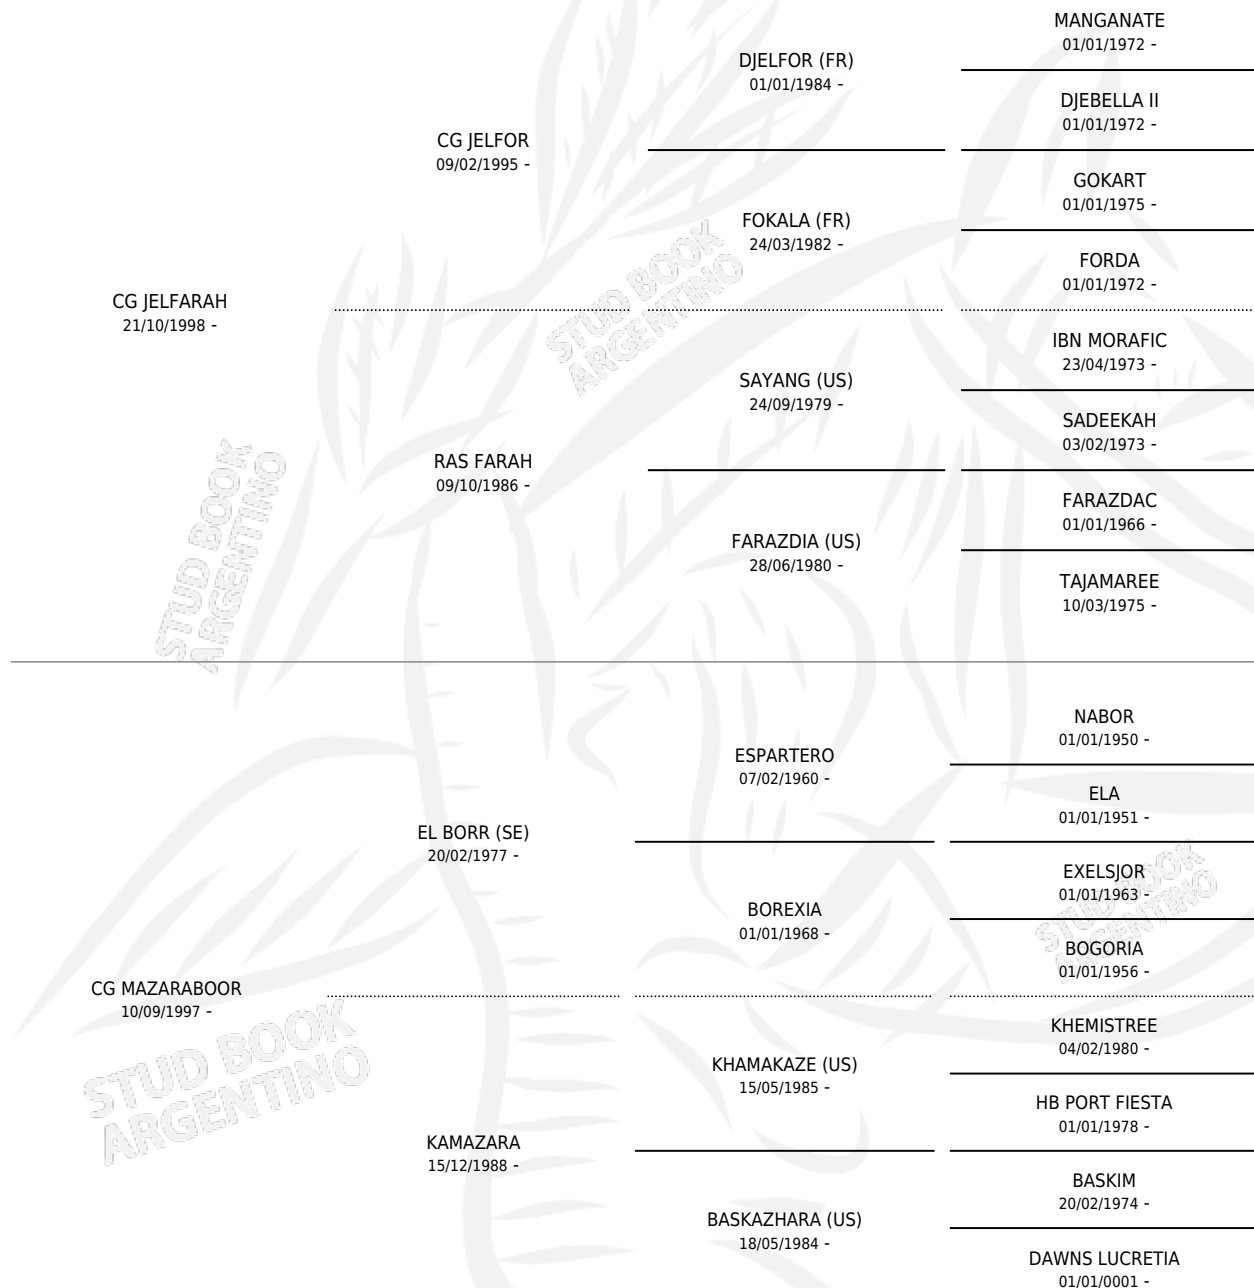 MANGANATE
01/01/1972 -
DJELFOR (FR)
01/01/1984 -
DJEBELLA II
01/01/1972 -
CG JELFOR
09/02/1995 -
GOKART
01/01/1975 -
FOKALA (FR)
24/03/1982 -
FORDA
01/01/1972 -
CG JELFARAH
21/10/1998 -
STUD BOOK
ARGENTINO
IBN MORAFIC
23/04/1973 -
SAYANG (US)
24/09/1979 -
SADEEKAH
03/02/1973 -
RAS FARAH
09/10/1986 -
FARAZDAC
01/01/1966 -
FARAZDIA (US)
28/06/1980 -
TAJAMAREE
10/03/1975 -
STUD BOOK
ARGENTINO
NABOR
01/01/1950 -
ESPARTERO
07/02/1960 -
ELA
01/01/1951 -
EL BORR (SE)
20/02/1977 -
EXELSJOR
01/01/1963 -
BOREXIA
01/01/1968 -
BOGORIA
01/01/1956 -
STUD BOOK
ARGENTINO
CG MAZARABOOR
10/09/1997 -
KHEMISTREE
04/02/1980 -
KHAMAKAZE (US)
15/05/1985 -
HB PORT FIESTA
01/01/1978 -
STUD BOOK
ARGENTINO
KAMAZARA
15/12/1988 -
BASKIM
20/02/1974 -
BASKAZHARA (US)
18/05/1984 -
DAWNS LUCRETIA
01/01/0001 -